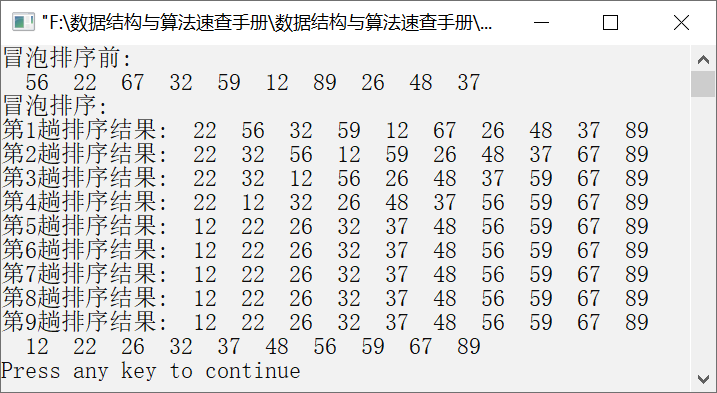 "F:\数据结构与算法速查手册\数据结构与算法速查手册\...
冒泡排序前:
56 22 67 32 59 12 89 26 48 37
冒泡排序:
第1趟排序结果: 22 56 32 59 12 67 26 48 37 89
第2趟排序结果: 22 32 56 12 59 26 48 37 67 89
第3趟排序结果: 22 32 12 56 26 48 37 59 67 89
第4趟排序结果: 22 12 32 26 48 37 56 59 67 89
第5趟排序结果: 12 22 26 32 37 48 56 59 67 89
第6趟排序结果: 12 22 26 32 37 48 56 59 67 89
第7趟排序结果: 12 22 26 32 37 48 56 59 67 89
第8趟排序结果: 12 22 26 32 37 48 56 59 67 89
第9趟排序结果: 12 22 26 32 37 48 56 59 67 89
12 22 26 32 37 48 56 59 67 89
Press any key to continue